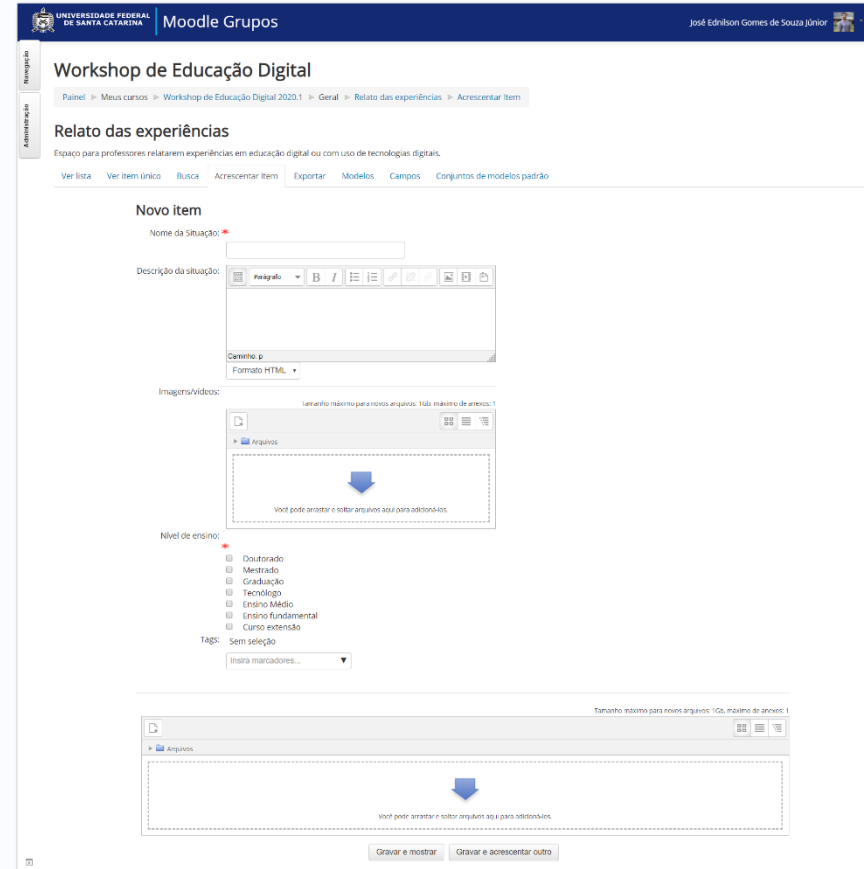 UNIVERSIDADE FEDERAL
DE SANTA CATARINA
Moodle Grupos
José Ednilson Gomes de Souza Júnior
Navegação
Administração
Workshop de Educação Digital
Painel ► Meus cursos ► Workshop de Educação Digital 2020.1 ► Geral ► Relato das experiências ► Acrescentar item
Relato das experiências
Espaço para professores relatarem experiências em educação digital ou com uso de tecnologias digitais.
Ver lista Ver item único Busca Acrescentar item Exportar Modelos Campos Conjuntos de modelos padrão
Novo item
Nome da Situação:
Descrição da situação:
Parágrafo B I
Caminho: p
Formato HTML
Imagens/vídeos:
Tamanho máximo para novos arquivos: 1Gb, máximo de anexos: 1
Arquivos
Você pode arrastar e soltar arquivos aqui para adicioná-los.
Nível de ensino:
Doutorado
Mestrado
Graduação
Tecnólogo
Ensino Médio
Ensino fundamental
Curso extensão
Tags: Sem seleção
Insira marcadores...
Tamanho máximo para novos arquivos: 1Gb, máximo de anexos: 1
Arquivos
Você pode arrastar e soltar arquivos aqui para adicioná-los.
Gravar e mostrar Gravar e acrescentar outro